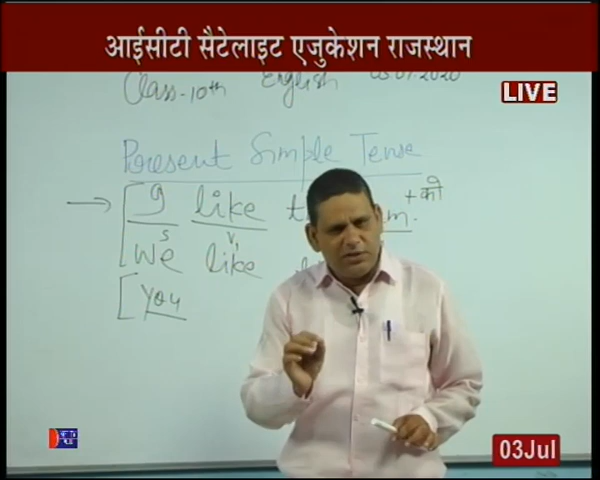 आईसीटी सैटेलाइट एजुकेशन राजस्थान
LIVE
Class-10th English
Present Simple Tense
I like + को
S V₁
We like
You
03Jul